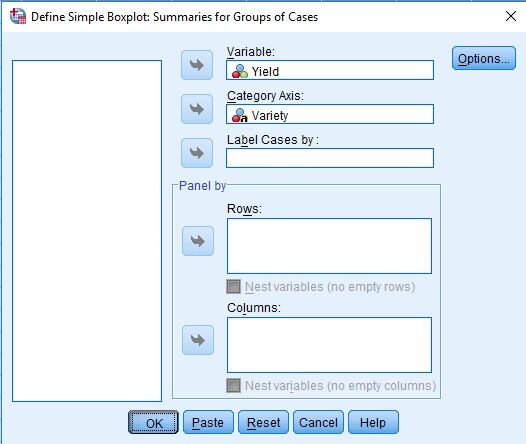 Define Simple Boxplot: Summaries for Groups of Cases
Variable:
Options...
Yield
Category Axis:
Variety
Label Cases by :
Panel by
Rows:
Nest variables (no empty rows)
Columns:
Nest variables (no empty columns)
OK Paste Reset Cancel Help